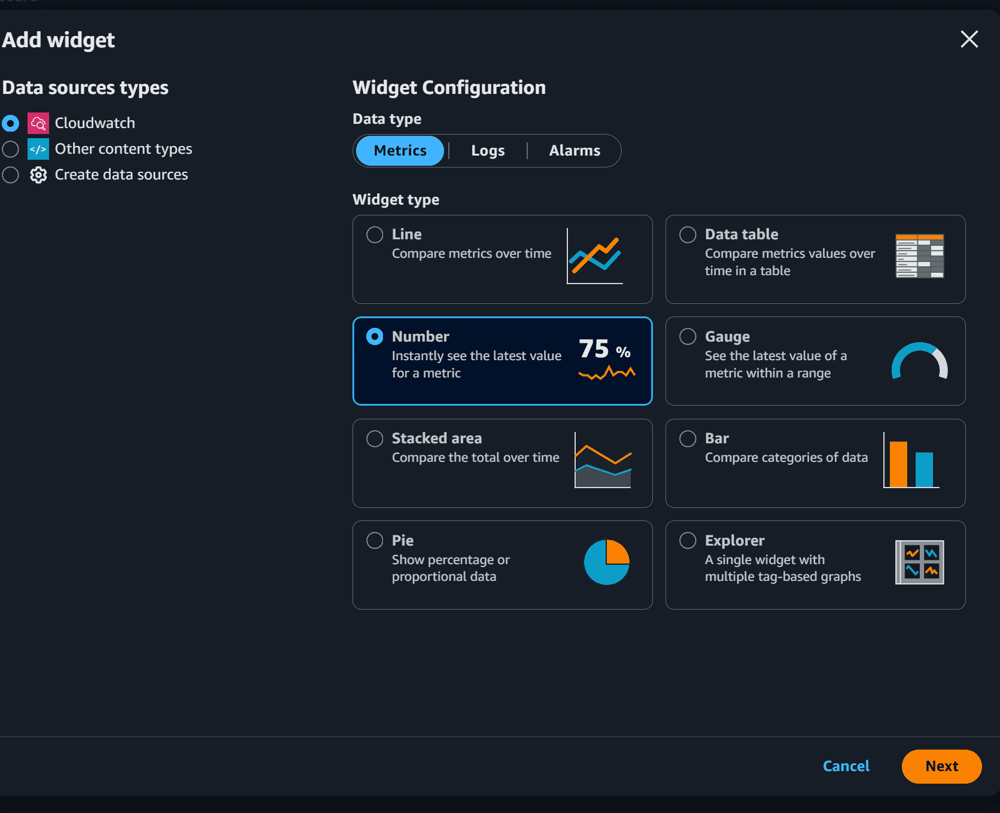 Add widget
Data sources types
Cloudwatch
</> Other content types
Create data sources
Widget Configuration
Data type
Metrics
Logs
Alarms
Widget type
Line
Compare metrics over time
Data table
Compare metrics values over
time in a table
Number
Instantly see the latest value
for a metric
75 %
Gauge
See the latest value of a
metric within a range
Stacked area
Compare the total over time
Bar
Compare categories of data
Pie
Show percentage or
proportional data
Explorer
A single widget with
multiple tag-based graphs
Cancel
Next